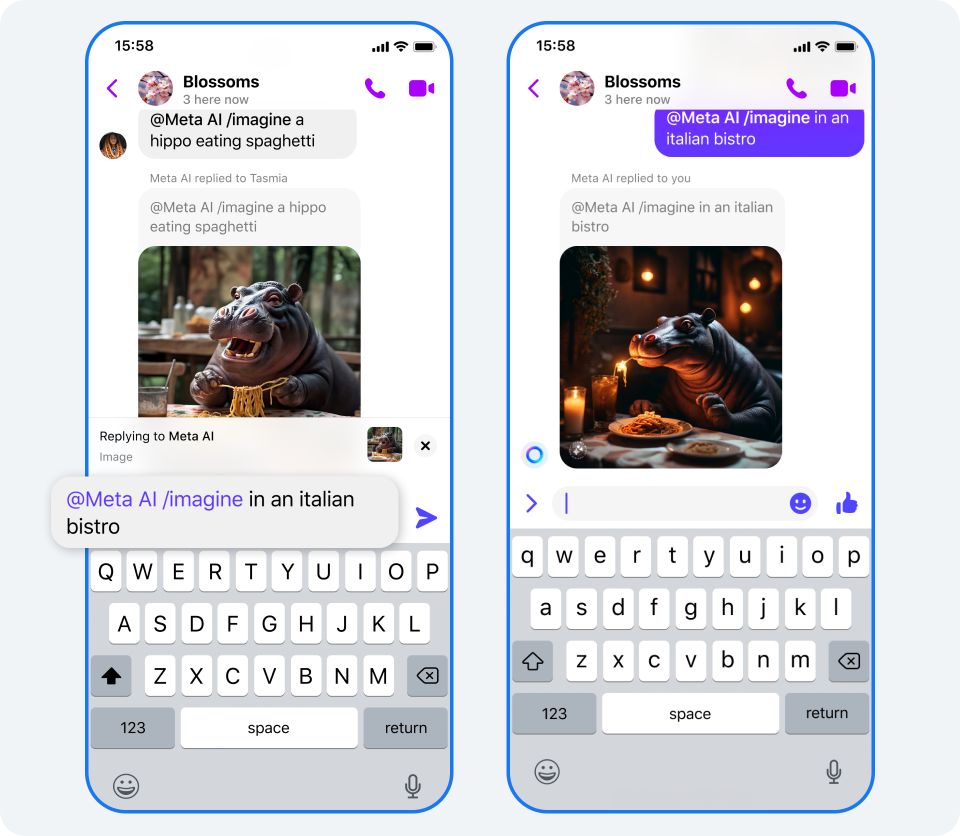 15:58
Blossoms
3 here now
@Meta AI /imagine a
hippo eating spaghetti
Meta AI replied to Tasmia
@Meta AI /imagine a hippo
eating spaghetti
Replying to Meta AI
Image
@Meta AI /imagine in an italian
bistro
Q W E R T Y U I O P
A S D F G H J K L
Z X C V B N M
123 space return
15:58
Blossoms
3 here now
@Meta AI /imagine in an
italian bistro
Meta AI replied to you
@Meta AI /imagine in an italian
bistro
q w e r t y u i o p
a s d f g h j k l
z x c v b n m
123 space return